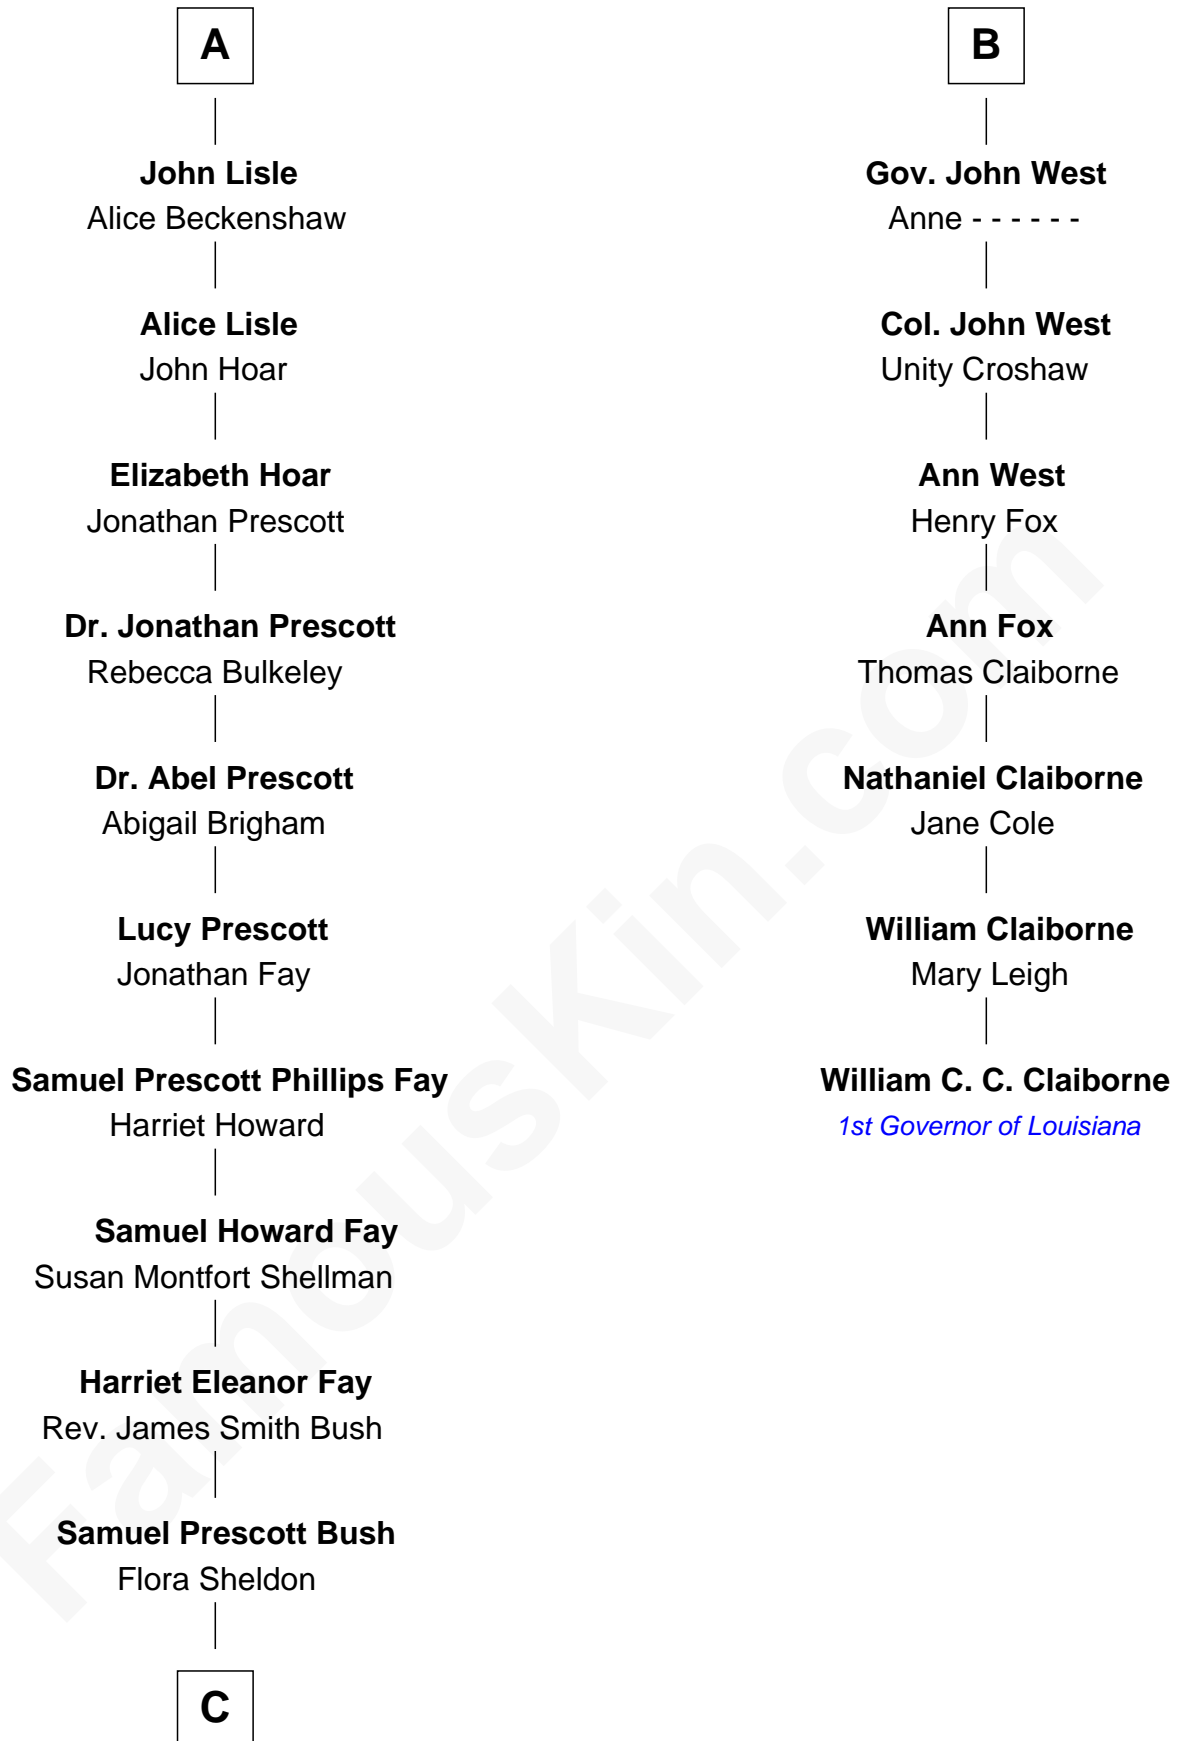 A
John Lisle
Alice Beckenshaw
Alice Lisle
John Hoar
Elizabeth Hoar
Jonathan Prescott
Dr. Jonathan Prescott
Rebecca Bulkeley
Dr. Abel Prescott
Abigail Brigham
Lucy Prescott
Jonathan Fay
Samuel Prescott Phillips Fay
Harriet Howard
Samuel Howard Fay
Susan Montfort Shellman
Harriet Eleanor Fay
Rev. James Smith Bush
Samuel Prescott Bush
Flora Sheldon
C
B
Gov. John West
Anne - - - - - -
Col. John West
Unity Croshaw
Ann West
Henry Fox
Ann Fox
Thomas Claiborne
Nathaniel Claiborne
Jane Cole
William Claiborne
Mary Leigh
William C. C. Claiborne
1st Governor of Louisiana
FamousKin.com